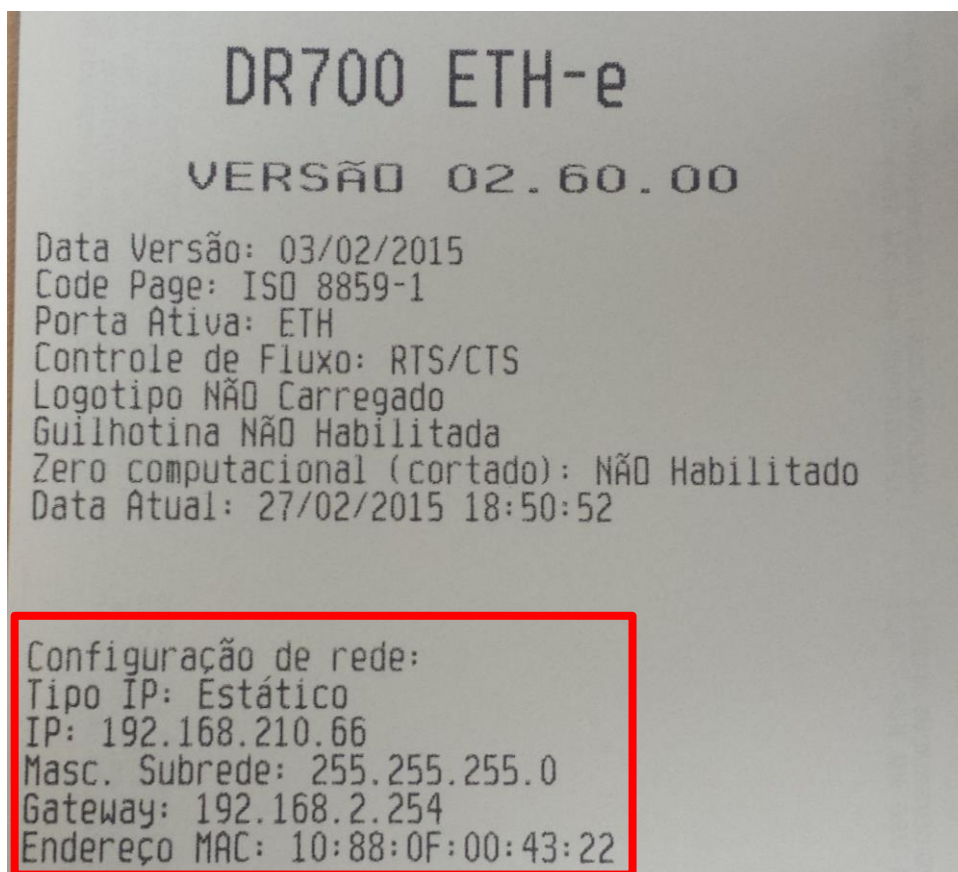 DR700 ETH-e
VERSÃO 02.60.00
Data Versão: 03/02/2015
Code Page: ISO 8859-1
Porta Ativa: ETH
Controle de Fluxo: RTS/CTS
Logotipo NÃO Carregado
Guilhotina NÃO Habilitada
Zero computacional (cortado): NÃO Habilitado
Data Atual: 27/02/2015 18:50:52
Configuração de rede:
Tipo IP: Estático
IP: 192.168.210.66
Masc. Subrede: 255.255.255.0
Gateway: 192.168.2.254
Endereço MAC: 10:88:0F:00:43:22